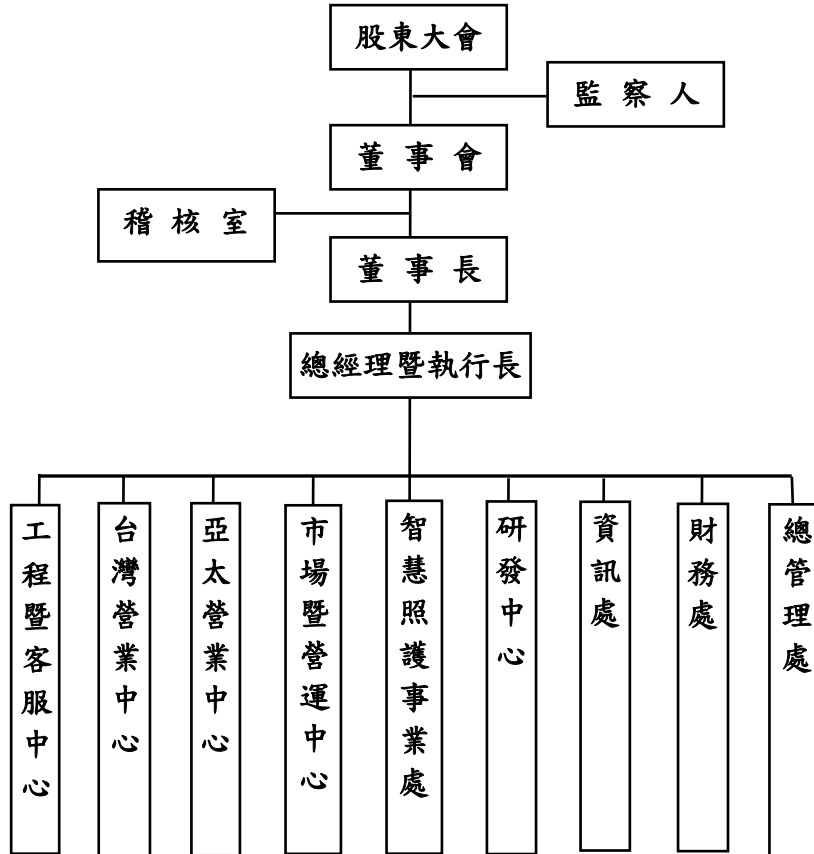 股東大會
監 察 人
董 事 會
稽 核 室
董 事 長
總經理暨執行長
工程暨客服中心
台灣營業中心
亞太營業中心
市場暨營運中心
智慧照護事業處
研發中心
資訊處
財務處
總管理處